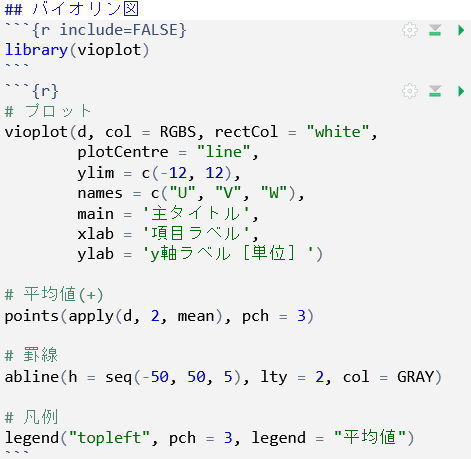 ## バイオリン図
```{r include=FALSE}
library(vioplot)
```
```{r}
# プロット
vioplot(d, col = RGBS, rectCol = "white",
        plotCentre = "line",
        ylim = c(-12, 12),
        names = c("U", "V", "W"),
        main = '主タイトル',
        xlab = '項目ラベル',
        ylab = 'y軸ラベル［単位］')

# 平均値(+)
points(apply(d, 2, mean), pch = 3)

# 罫線
abline(h = seq(-50, 50, 5), lty = 2, col = GRAY)

# 凡例
legend("topleft", pch = 3, legend = "平均値")
```